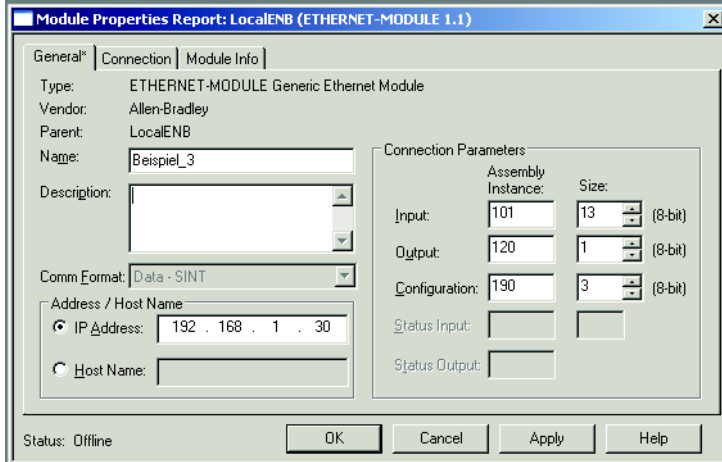 Module Properties Report: LocalENB (ETHERNET-MODULE 1.1)
General* Connection Module Info
Type: ETHERNET-MODULE Generic Ethernet Module
Vendor: Allen-Bradley
Parent: LocalENB
Name: Beispiel_3
Description:
Comm Format: Data - SINT
Address / Host Name
IP Address: 192 . 168 . 1 . 30
Host Name:
Connection Parameters
Assembly
Instance: Size:
Input: 101 13 (8-bit)
Output: 120 1 (8-bit)
Configuration: 190 3 (8-bit)
Status Input:
Status Output:
Status: Offline OK Cancel Apply Help